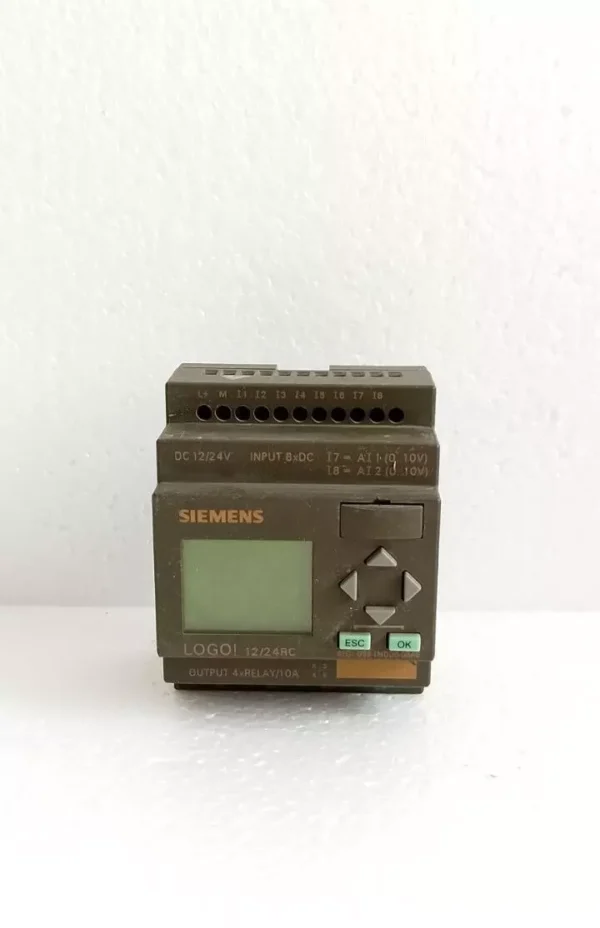 L+ M I1 I2 I3 I4 I5 I6 I7 I8
DC 12/24V INPUT 8xDC I7 = AI 1 (0..10V)
I8 = AI 2 (0..10V)
SIEMENS
ESC OK
LOGO! 12/24RC
OUTPUT 4xRELAY/10A